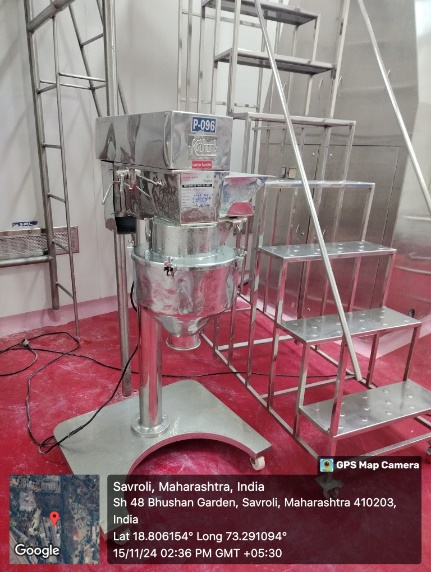 P-096
GPS Map Camera
Savroli, Maharashtra, India
Sh 48 Bhushan Garden, Savroli, Maharashtra 410203,
India
Lat 18.806154° Long 73.291094°
15/11/24 02:36 PM GMT +05:30
Google